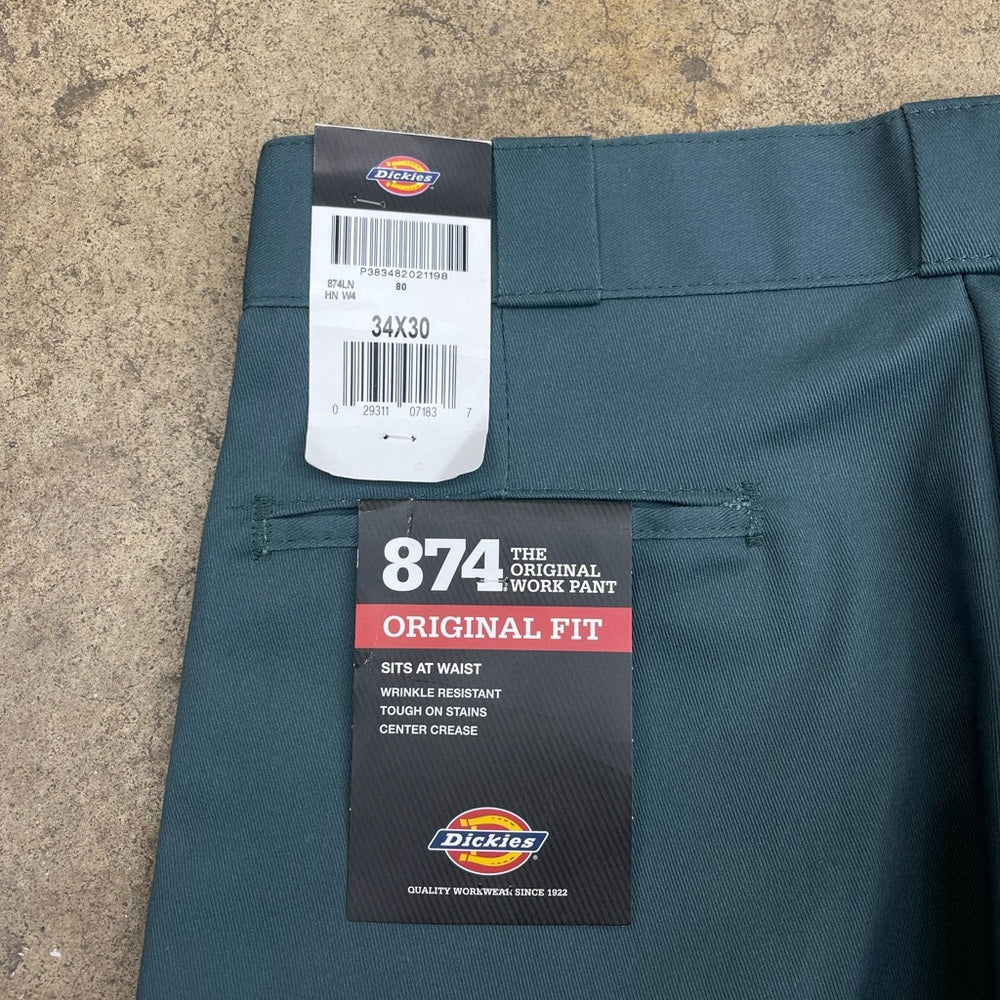 Dickies
P383482021198
874LN 80
HN W4
34X30
0 29311 07183 7
874 THE
ORIGINAL
WORK PANT
ORIGINAL FIT
SITS AT WAIST
WRINKLE RESISTANT
TOUGH ON STAINS
CENTER CREASE
Dickies
QUALITY WORKWEAR SINCE 1922